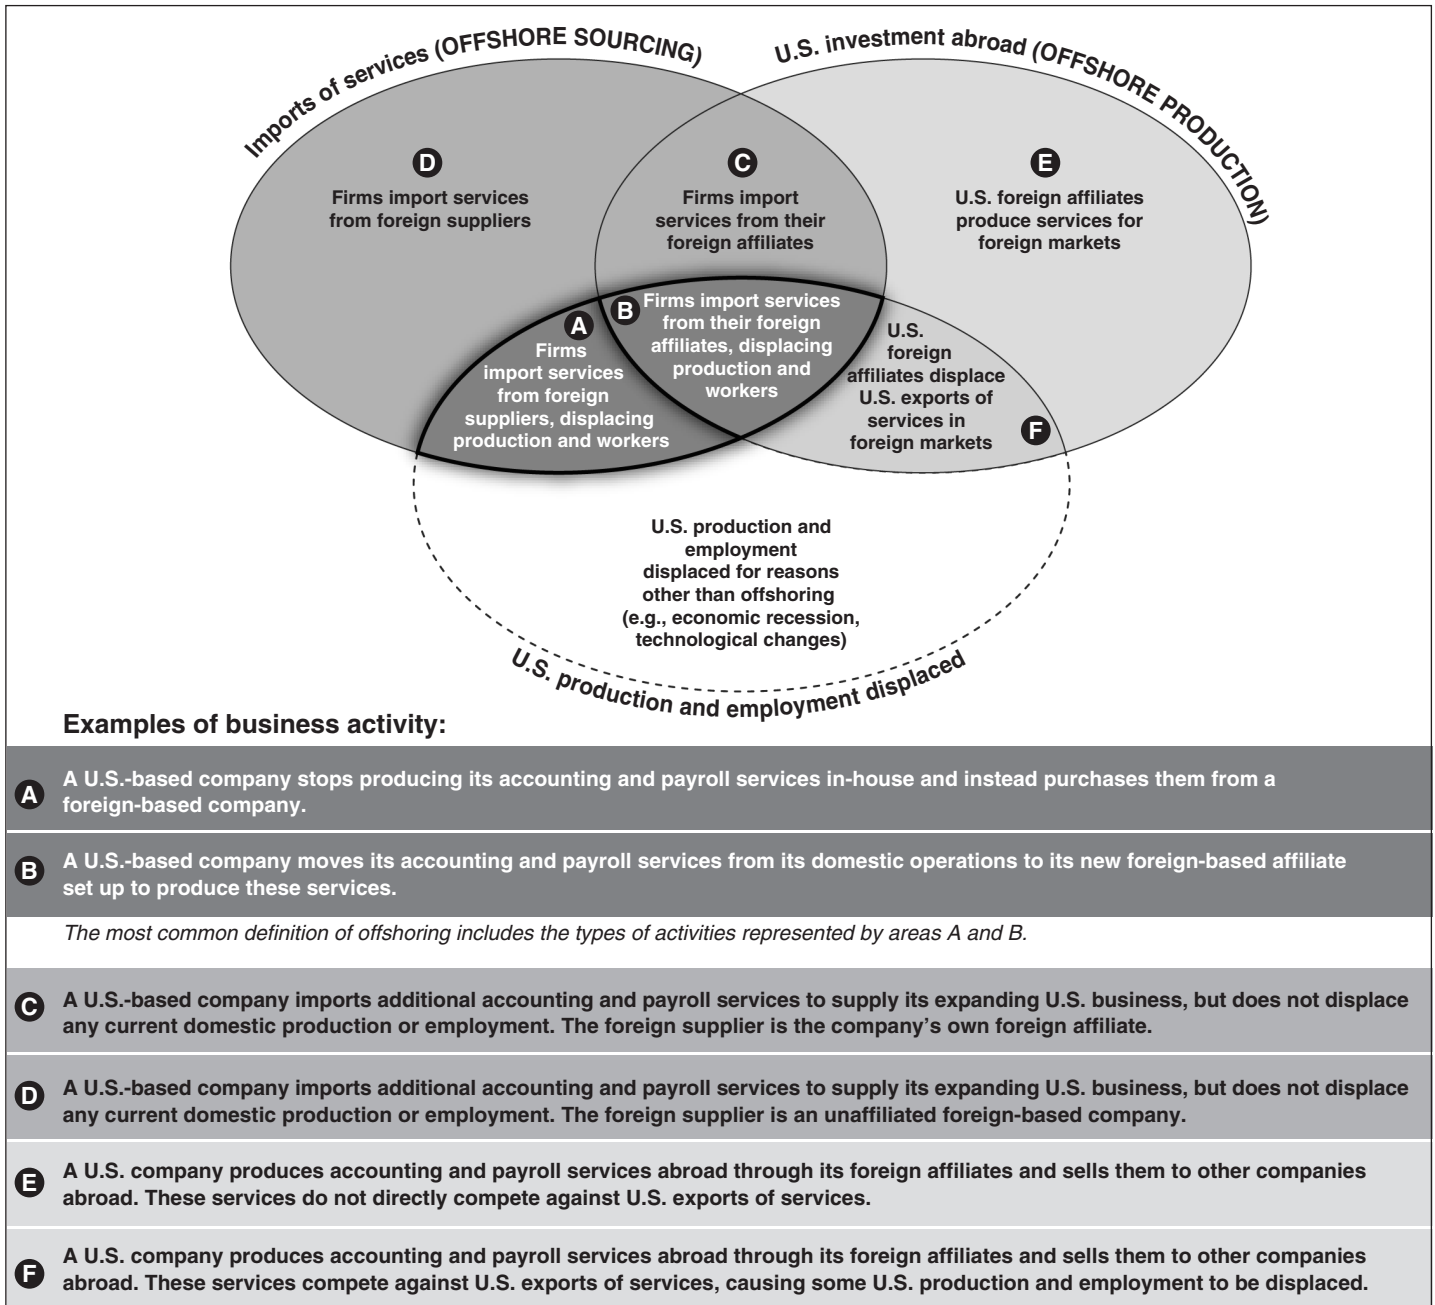 Imports of services (OFFSHORE SOURCING)
U.S. investment abroad (OFFSHORE PRODUCTION)
D
Firms import services
from foreign suppliers
C
Firms import
services from their
foreign affiliates
E
U.S. foreign affiliates
produce services for
foreign markets
A
Firms
import services
from foreign
suppliers, displacing
production and workers
B
Firms import services
from their foreign
affiliates, displacing
production and
workers
U.S.
foreign
affiliates displace
U.S. exports of
services in
foreign markets
F
U.S. production and
employment
displaced for reasons
other than offshoring
(e.g., economic recession,
technological changes)
U.S. production and employment displaced
Examples of business activity:
A
A U.S.-based company stops producing its accounting and payroll services in-house and instead purchases them from a
foreign-based company.
B
A U.S.-based company moves its accounting and payroll services from its domestic operations to its new foreign-based affiliate
set up to produce these services.
The most common definition of offshoring includes the types of activities represented by areas A and B.
C
A U.S.-based company imports additional accounting and payroll services to supply its expanding U.S. business, but does not displace
any current domestic production or employment. The foreign supplier is the company's own foreign affiliate.
D
A U.S.-based company imports additional accounting and payroll services to supply its expanding U.S. business, but does not displace
any current domestic production or employment. The foreign supplier is an unaffiliated foreign-based company.
E
A U.S. company produces accounting and payroll services abroad through its foreign affiliates and sells them to other companies
abroad. These services do not directly compete against U.S. exports of services.
F
A U.S. company produces accounting and payroll services abroad through its foreign affiliates and sells them to other companies
abroad. These services compete against U.S. exports of services, causing some U.S. production and employment to be displaced.